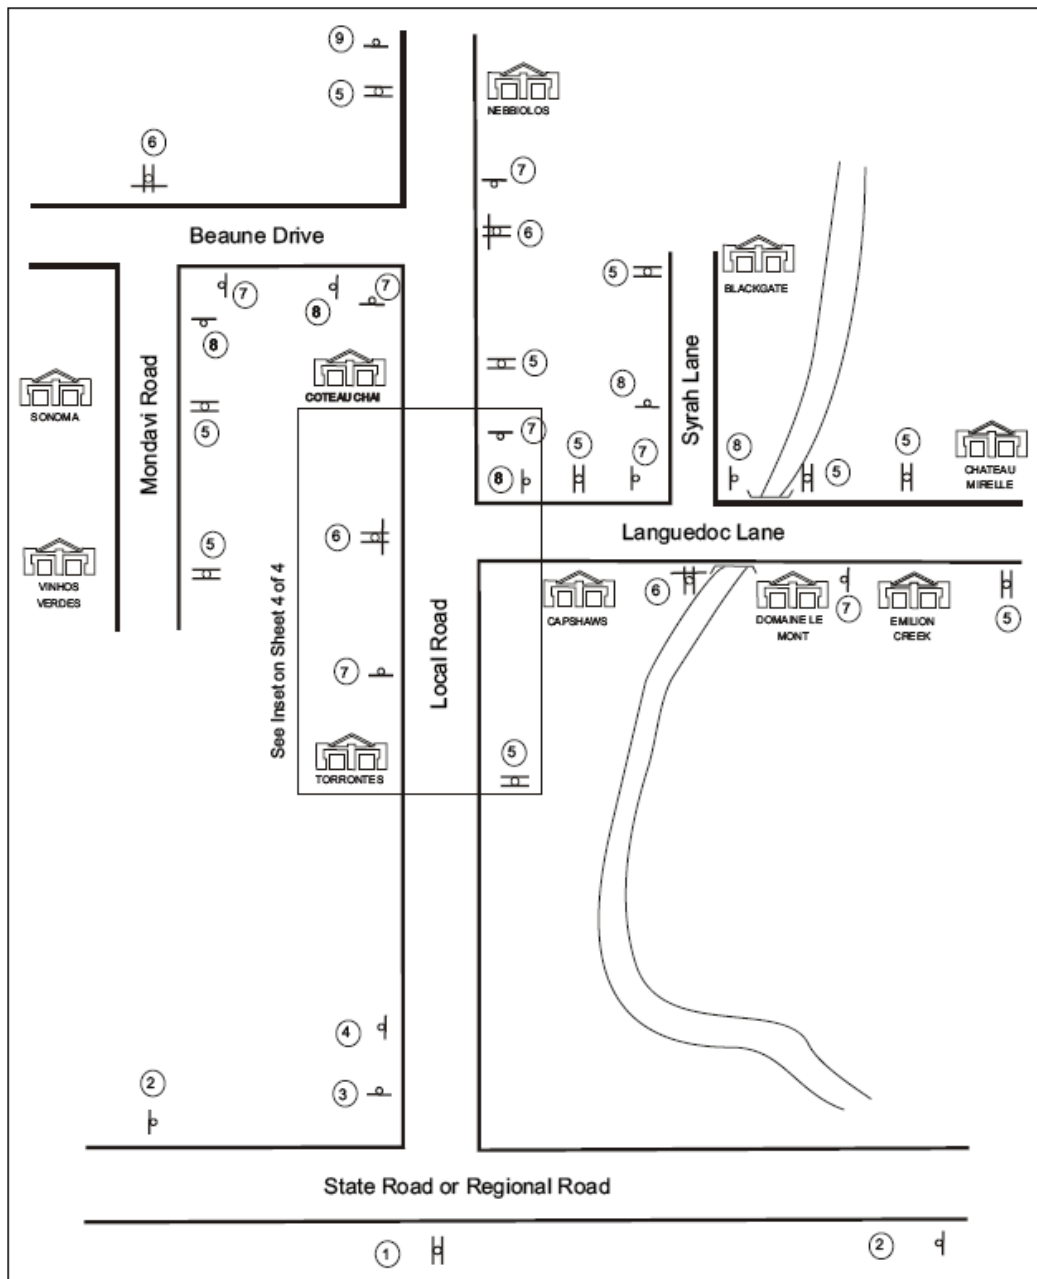 9
5
NEBBIOLOS
6
7
6
Beaune Drive
5
BLACKGATE
7
8
7
8
5
8
COTEAU CHAI
SONOMA
5
Mondavi Road
Syrah Lane
7
8
5
7
8
5
CHATEAU
MIRELLE
5
6
Languedoc Lane
5
VINHOS
VERDES
See Inset on Sheet 4 of 4
Local Road
CAPSHAWS
6
DOMAINE LE
MONT
7
EMILION
CREEK
5
7
5
TORRONTES
4
2
3
State Road or Regional Road
1
2